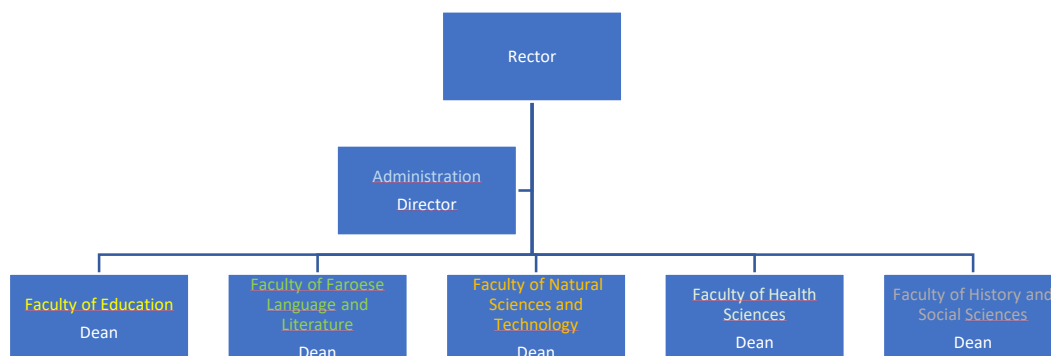 Rector
Administration
Director
Faculty of Education
Dean
Faculty of Faroese
Language and
Literature
Dean
Faculty of Natural
Sciences and
Technology
Dean
Faculty of Health
Sciences
Dean
Faculty of History and
Social Sciences
Dean